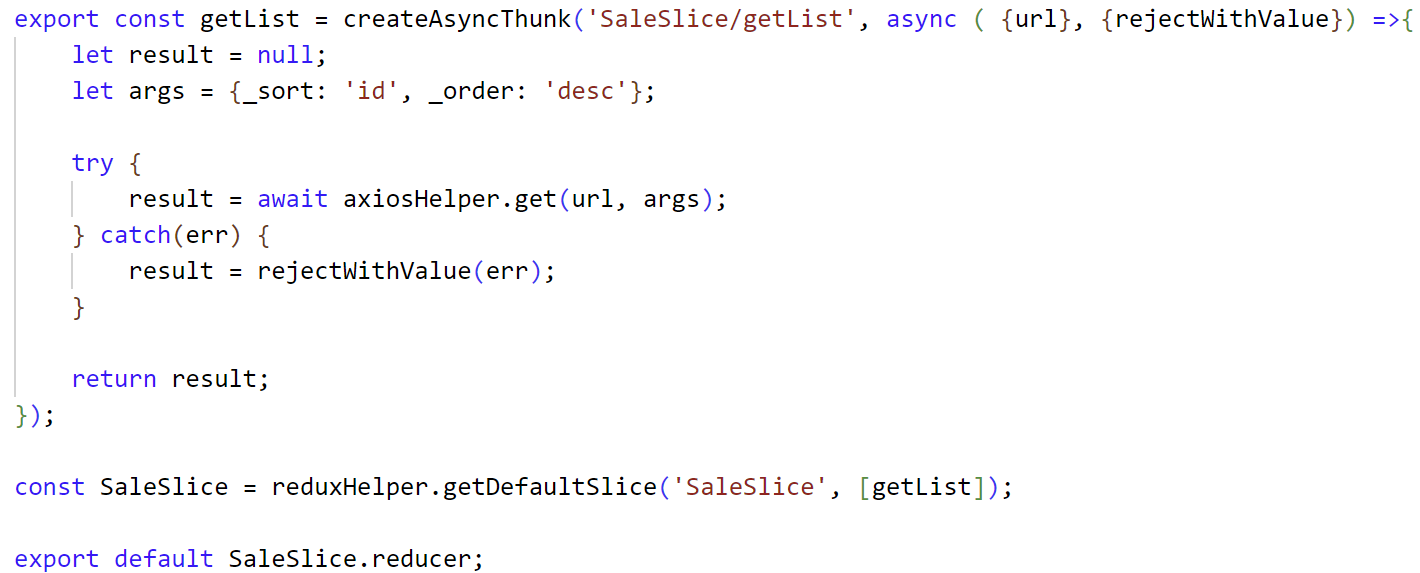 export const getList = createAsyncThunk('SaleSlice/getList', async ( {url}, {rejectWithValue}) =>{
    let result = null;
    let args = {_sort: 'id', _order: 'desc'};

    try {
        result = await axiosHelper.get(url, args);
    } catch(err) {
        result = rejectWithValue(err);
    }

    return result;
});

const SaleSlice = reduxHelper.getDefaultSlice('SaleSlice', [getList]);

export default SaleSlice.reducer;